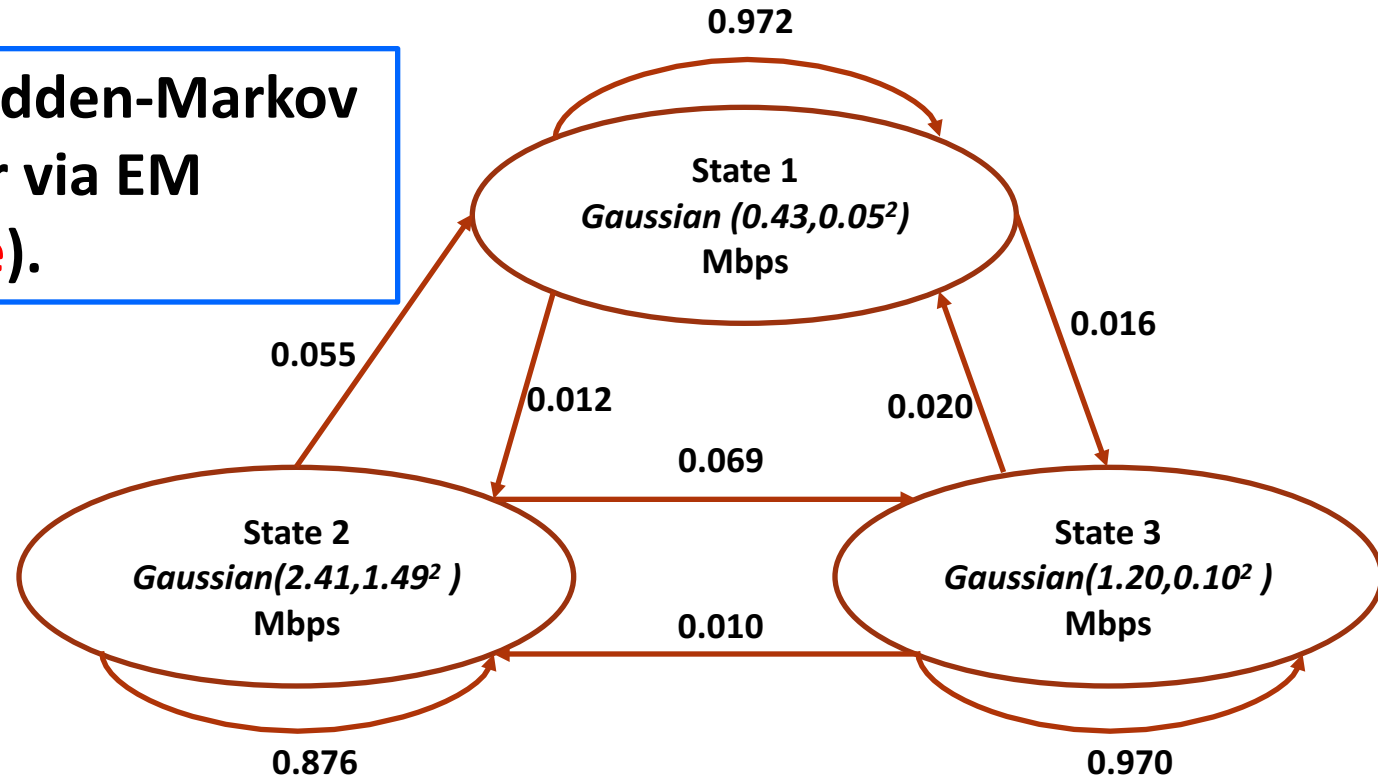 0.972
dden-Markov
r via EM
e).
State 1
Gaussian (0.43,0.05²)
Mbps
0.055
0.016
0.012
0.020
0.069
State 2
Gaussian(2.41,1.49² )
Mbps
State 3
Gaussian(1.20,0.10² )
Mbps
0.010
0.876
0.970